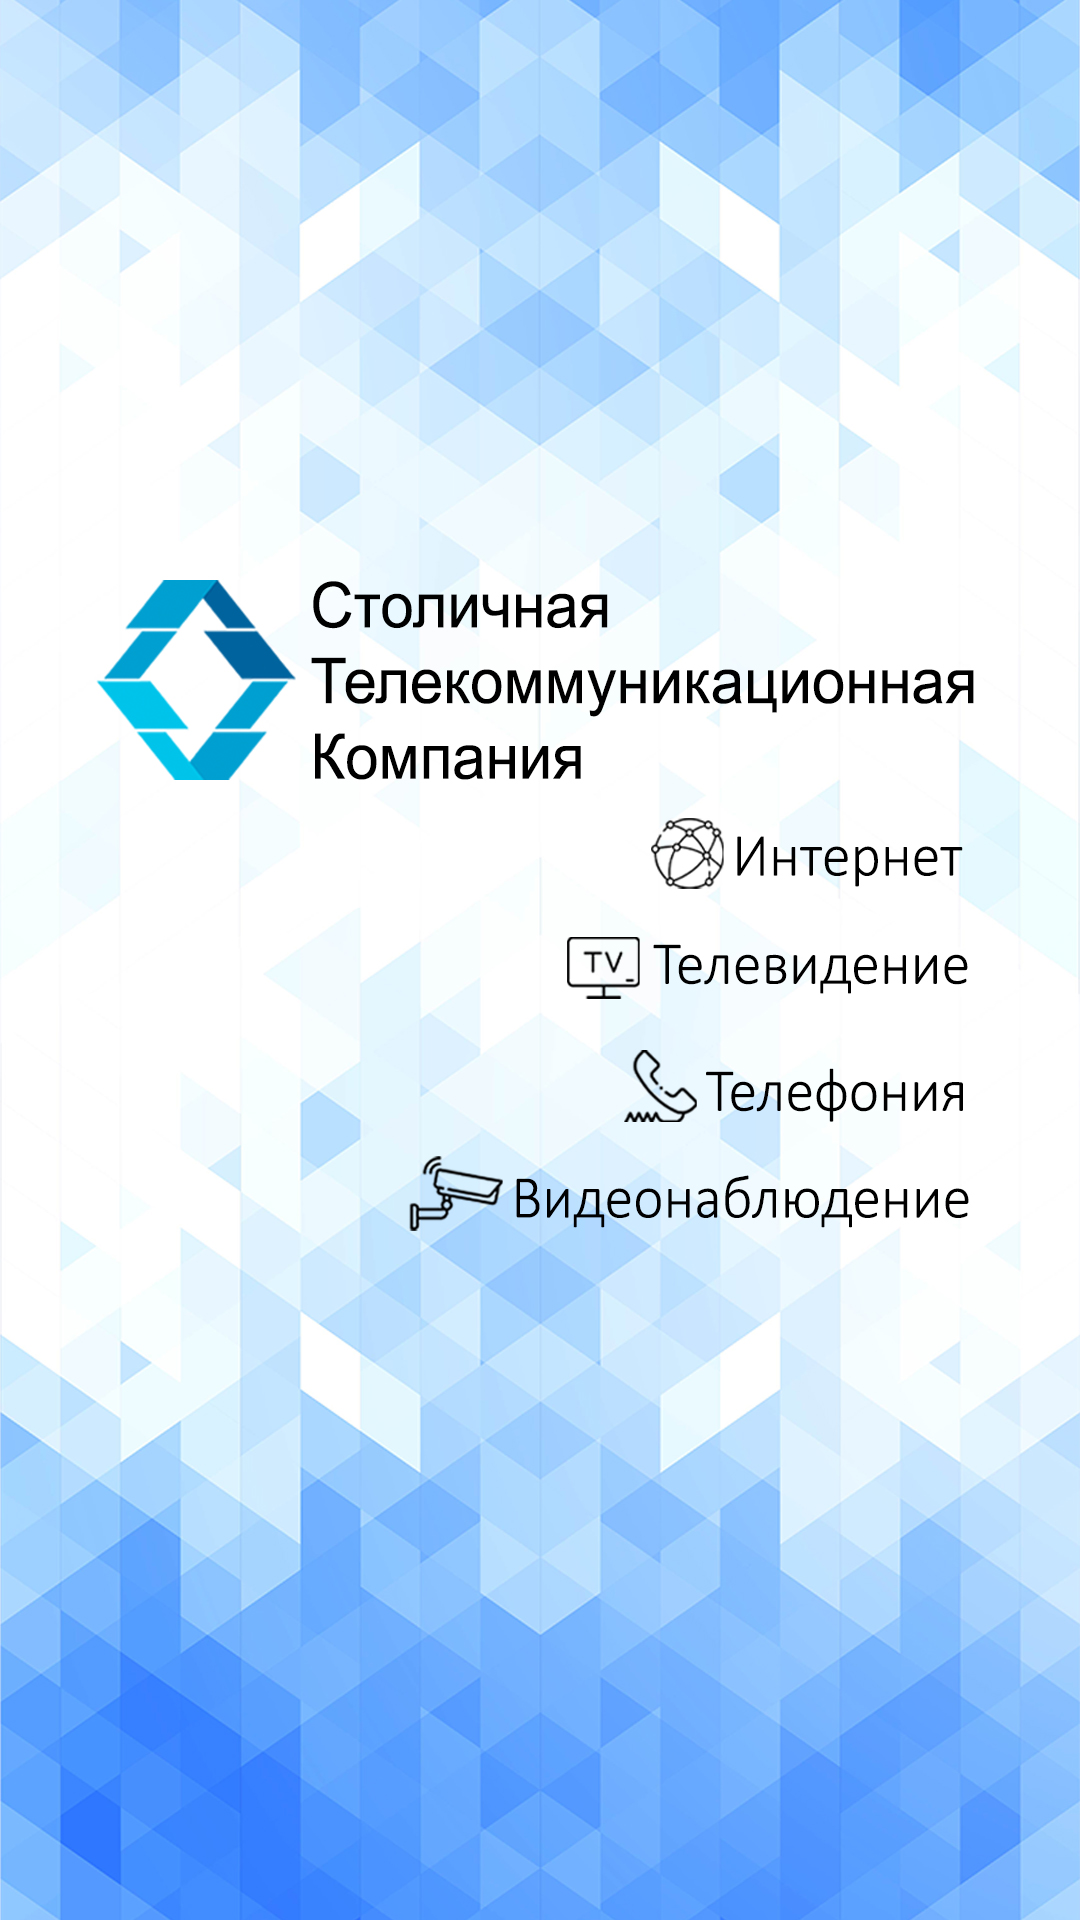 Столичная
Телекоммуникационная
Компания
Интернет
TV Телевидение
Телефония
Видеонаблюдение